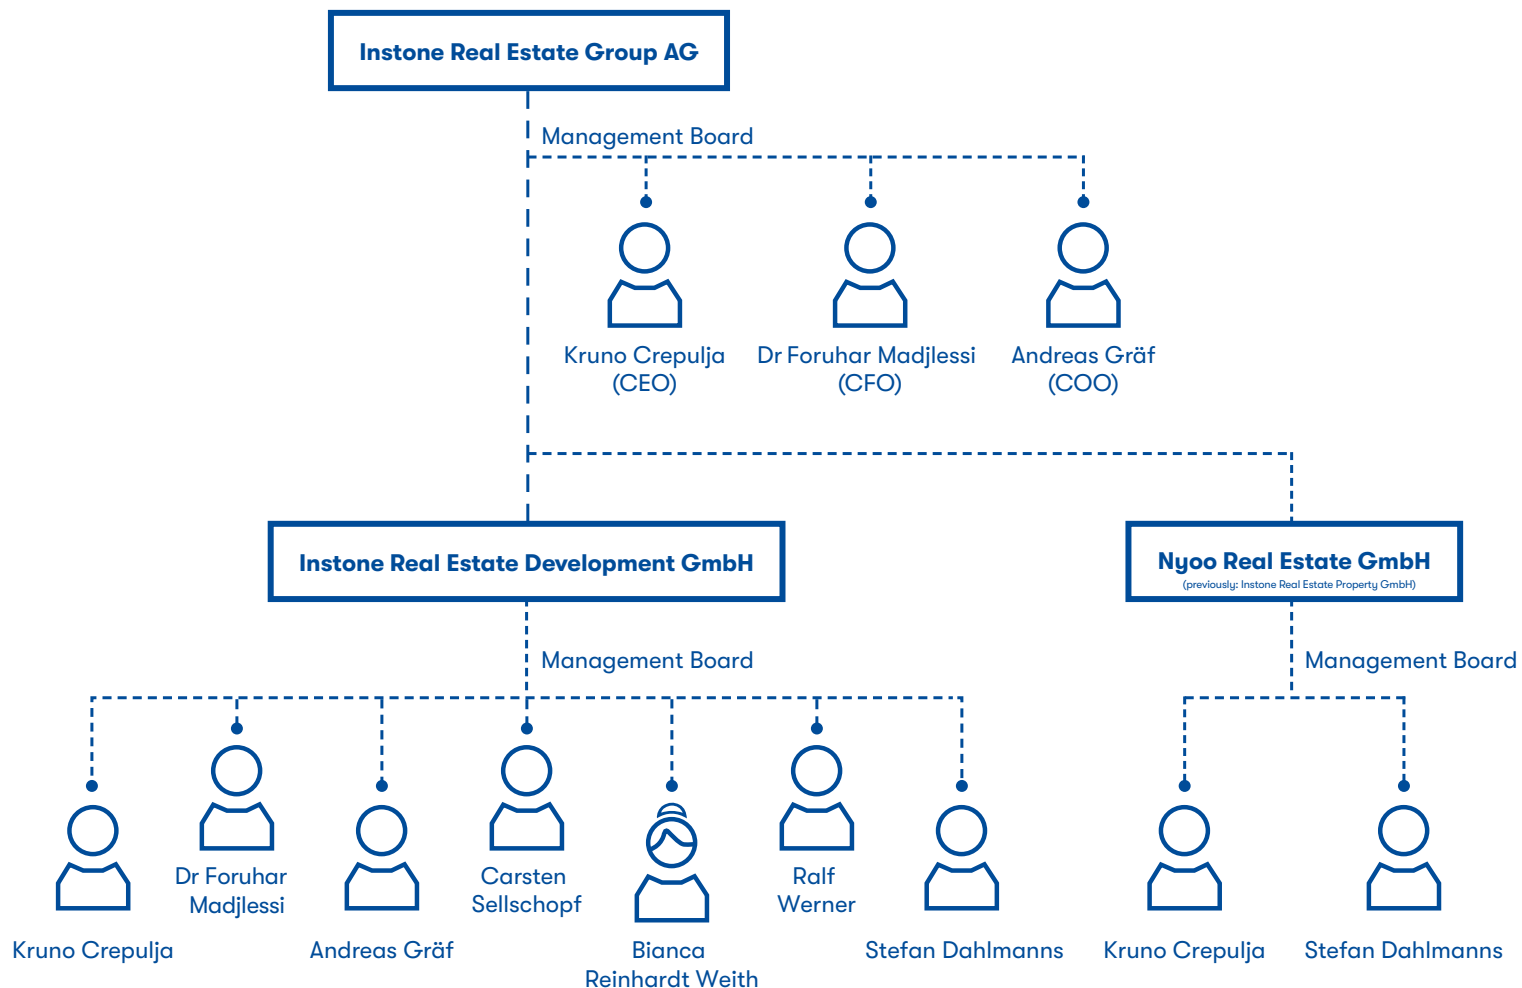 Instone Real Estate Group AG
Management Board
Kruno Crepulja
(CEO)
Dr Foruhar Madjlessi
(CFO)
Andreas Gräf
(COO)
Instone Real Estate Development GmbH
Nyoo Real Estate GmbH
(previously: Instone Real Estate Property GmbH)
Management Board
Management Board
Kruno Crepulja
Dr Foruhar
Madjlessi
Andreas Gräf
Carsten
Sellschopf
Bianca
Reinhardt Weith
Ralf
Werner
Stefan Dahlmanns
Kruno Crepulja
Stefan Dahlmanns